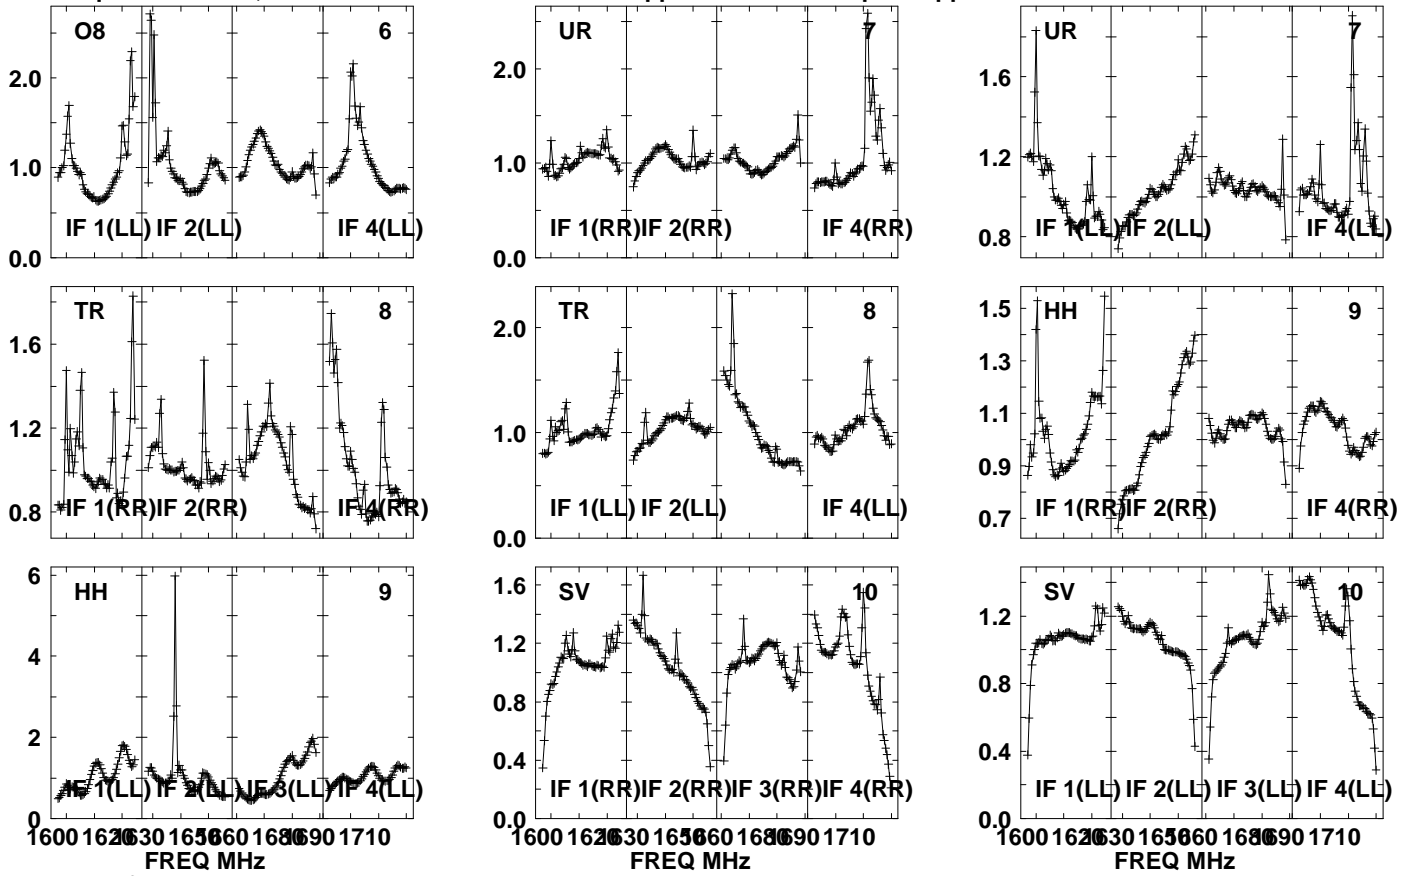 O8 6
2.0
1.0
0.0
IF 1(LL) IF 2(LL) IF 4(LL)
UR 7
2.0
1.0
0.0
IF 1(RR) IF 2(RR) IF 4(RR)
UR 7
1.6
1.2
0.8
IF 1(LL) IF 2(LL) IF 4(LL)
TR 8
1.6
1.2
0.8
IF 1(RR) IF 2(RR) IF 4(RR)
TR 8
2.0
1.0
0.0
IF 1(LL) IF 2(LL) IF 4(LL)
HH 9
1.5
1.3
1.1
0.9
0.7
IF 1(RR) IF 2(RR) IF 4(RR)
HH 9
6
4
2
0
IF 1(LL) IF 2(LL) IF 3(LL) IF 4(LL)
1600 1620 1630 1650 1660 1680 1690 1710
FREQ MHz
SV 10
1.6
1.2
0.8
0.4
0.0
IF 1(RR) IF 2(RR) IF 3(RR) IF 4(RR)
1600 1620 1630 1650 1660 1680 1690 1710
FREQ MHz
SV 10
1.2
0.8
0.4
0.0
IF 1(LL) IF 2(LL) IF 3(LL) IF 4(LL)
1600 1620 1630 1650 1660 1680 1690 1710
FREQ MHz